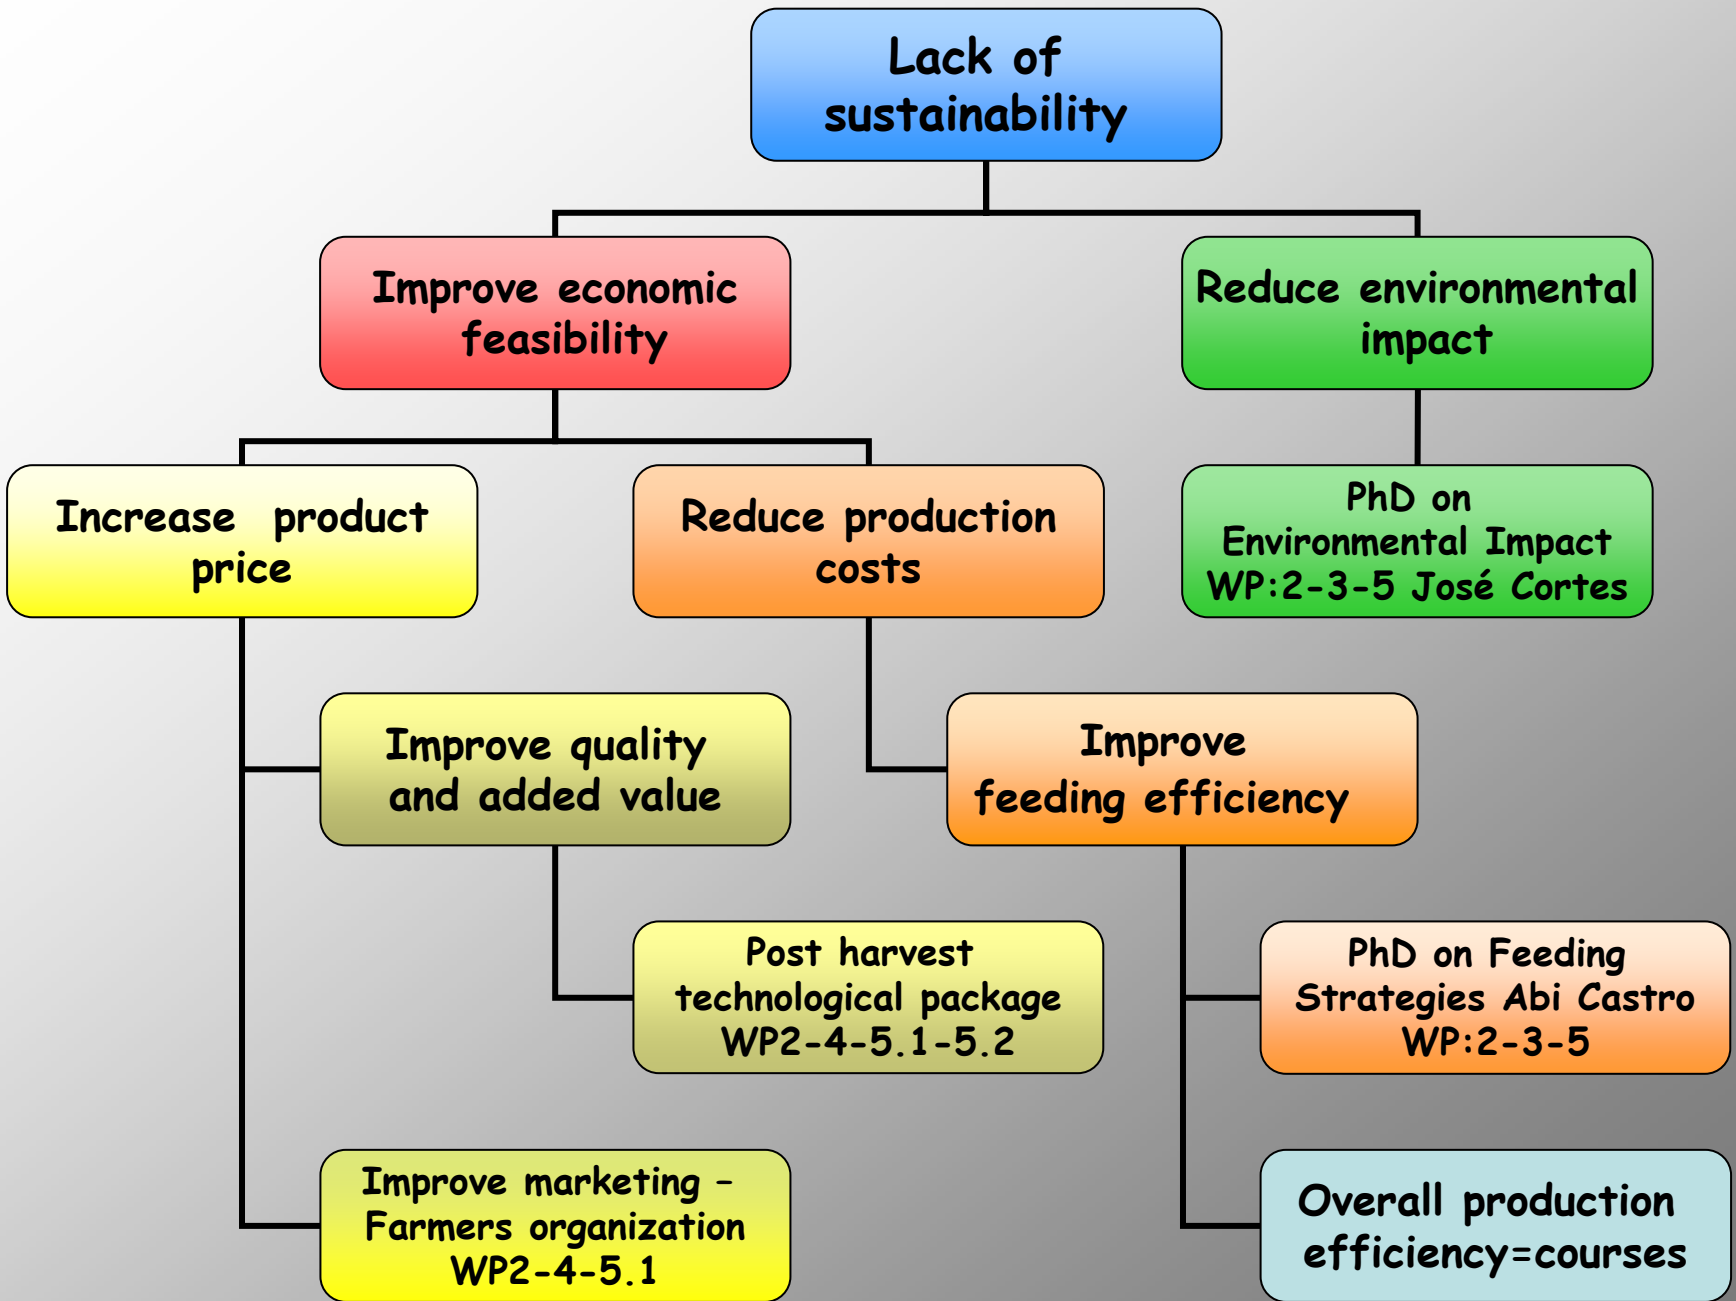 Lack of
sustainability
Improve economic
feasibility
Reduce environmental
impact
Increase product
price
Reduce production
costs
PhD on
Environmental Impact
WP:2-3-5 José Cortes
Improve quality
and added value
Improve
feeding efficiency
Post harvest
technological package
WP2-4-5.1-5.2
PhD on Feeding
Strategies Abi Castro
WP:2-3-5
Improve marketing –
Farmers organization
WP2-4-5.1
Overall production
efficiency=courses